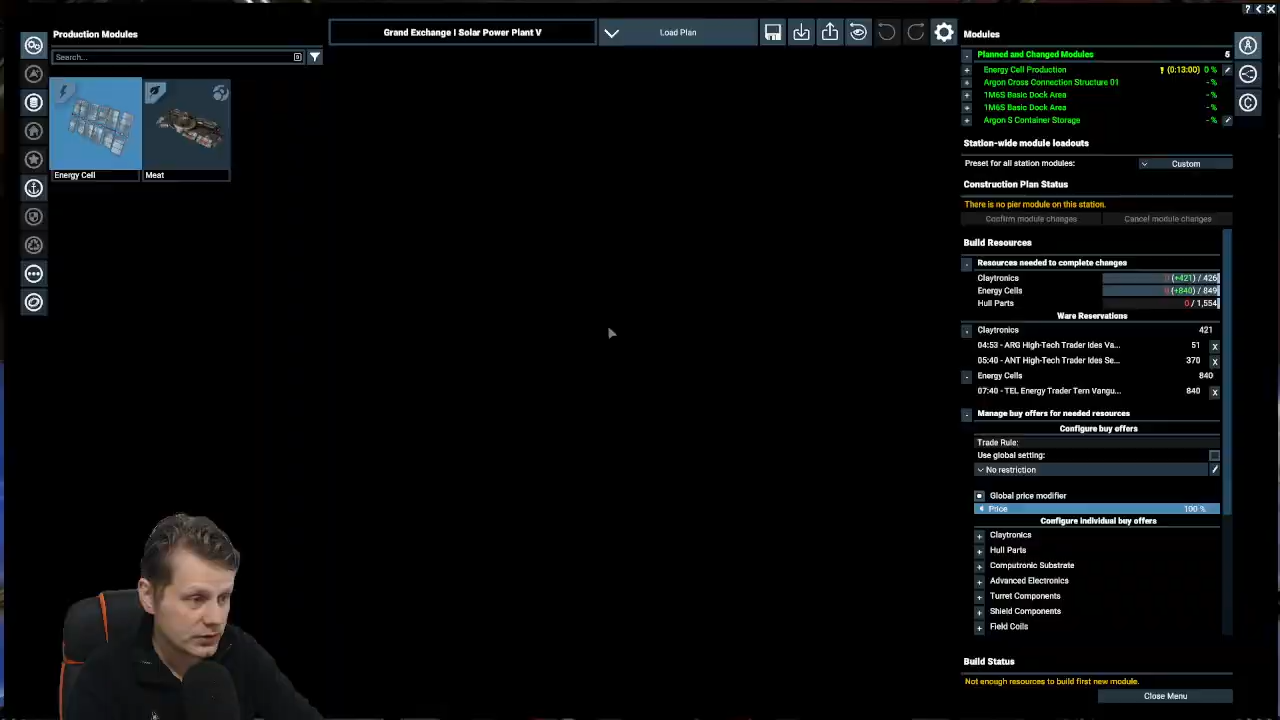 Production Modules
Search...
Energy Cell
Meat
Grand Exchange I Solar Power Plant V
Load Plan
Modules
Planned and Changed Modules 5
Energy Cell Production (0:13:00) 0 %
Argon Cross Connection Structure 01 - %
1M6S Basic Dock Area - %
1M6S Basic Dock Area - %
Argon S Container Storage - %
Station-wide module loadouts
Preset for all station modules: Custom
Construction Plan Status
There is no pier module on this station.
Confirm module changes Cancel module changes
Build Resources
Resources needed to complete changes
Claytronics (+421) / 426
Energy Cells (+840) / 849
Hull Parts 0 / 1,554
Ware Reservations
Claytronics 421
04:53 - ARG High-Tech Trader Ides Va... 51 x
05:40 - ANT High-Tech Trader Ides Se... 370 x
Energy Cells 840
07:40 - TEL Energy Trader Tern Vangu... 840 x
Manage buy offers for needed resources
Configure buy offers
Trade Rule:
Use global setting:
No restriction
Global price modifier
Price 100 %
Configure individual buy offers
Claytronics
Hull Parts
Computronic Substrate
Advanced Electronics
Turret Components
Shield Components
Field Coils
Build Status
Not enough resources to build first new module.
Close Menu